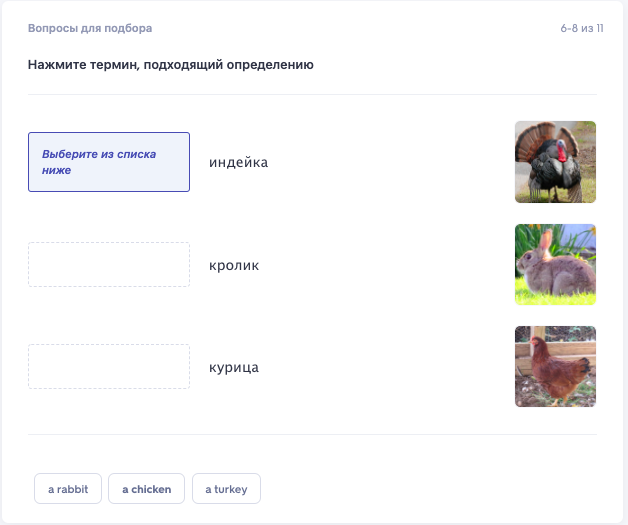 Вопросы для подбора
6-8 из 11
Нажмите термин, подходящий определению
Выберите из списка
ниже
индейка
кролик
курица
a rabbit
a chicken
a turkey